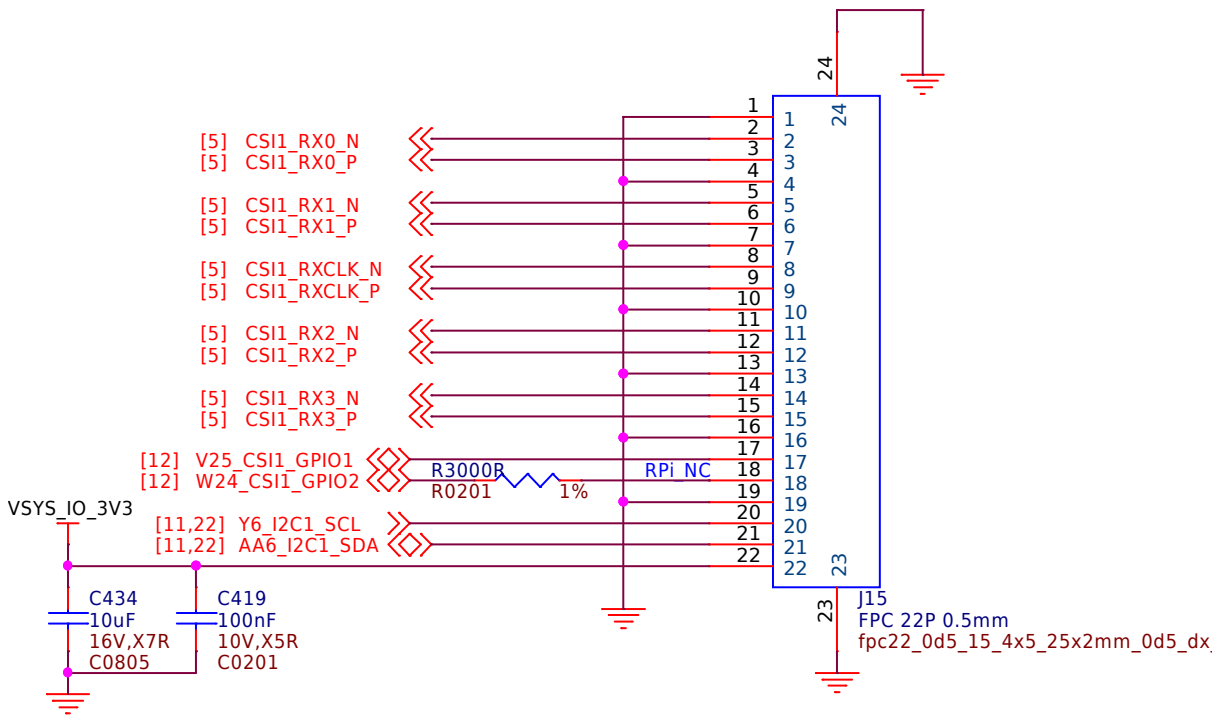 24
24
1 1
[5] CSI1_RX0_N 2 2
[5] CSI1_RX0_P 3 3
4 4
[5] CSI1_RX1_N 5 5
[5] CSI1_RX1_P 6 6
7 7
[5] CSI1_RXCLK_N 8 8
[5] CSI1_RXCLK_P 9 9
10 10
[5] CSI1_RX2_N 11 11
[5] CSI1_RX2_P 12 12
13 13
[5] CSI1_RX3_N 14 14
[5] CSI1_RX3_P 15 15
16 16
[12] V25_CSI1_GPIO1 17 17
[12] W24_CSI1_GPIO2 R3000R RPi_NC 18 18
R0201 1%
19 19
VSYS_IO_3V3
[11,22] Y6_I2C1_SCL 20 20
[11,22] AA6_I2C1_SDA 21 21
22 22
23
23
C434
10uF
16V,X7R
C0805
C419
100nF
10V,X5R
C0201
J15
FPC 22P 0.5mm
fpc22_0d5_15_4x5_25x2mm_0d5_dx_